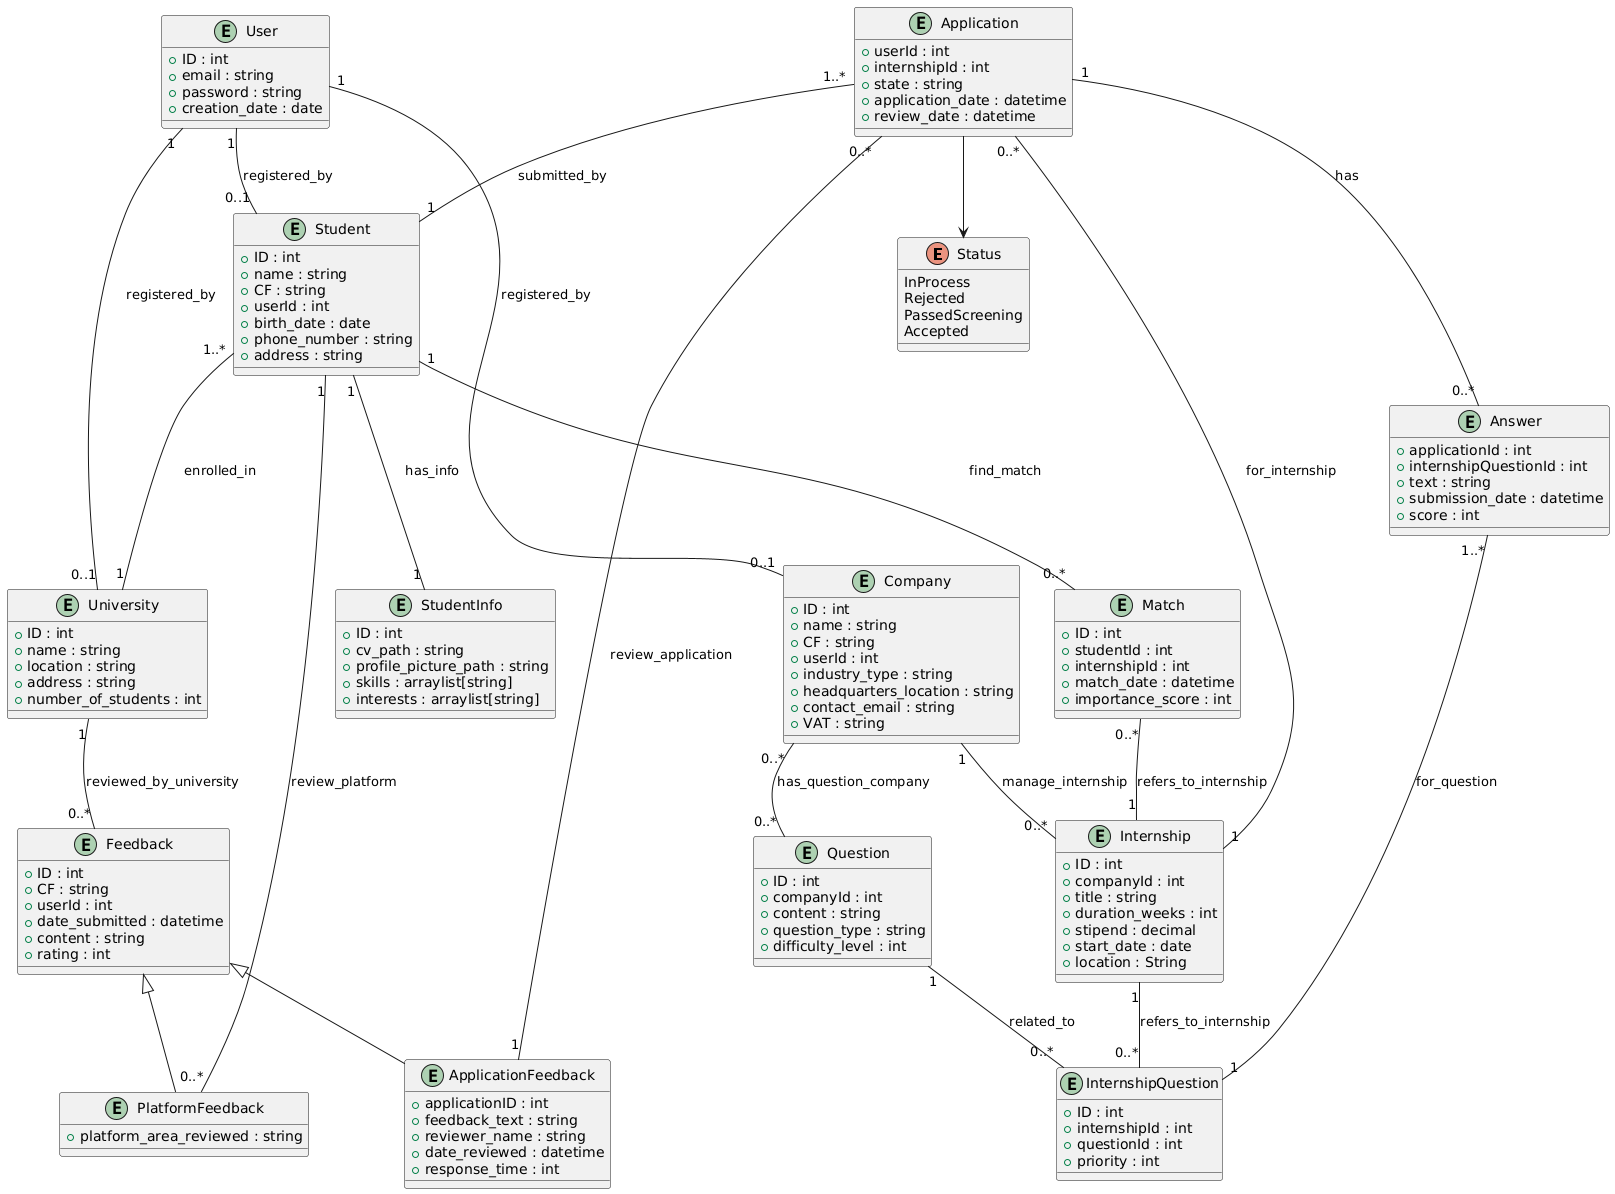 E User
ID : int
email : string
password : string
creation_date : date
E Application
userId : int
internshipId : int
state : string
application_date : datetime
review_date : datetime
1
1..*
1
1
1
0..*
0..*
registered_by
submitted_by
has
0..1
1
E Student
ID : int
name : string
CF : string
userId : int
birth_date : date
phone_number : string
address : string
E Status
InProcess
Rejected
PassedScreening
Accepted
registered_by
registered_by
1..*
1
1
1
0..*
E Answer
applicationId : int
internshipQuestionId : int
text : string
submission_date : datetime
score : int
enrolled_in
has_info
find_match
for_internship
1..*
0..1
1
1
0..1
0..*
E University
ID : int
name : string
location : string
address : string
number_of_students : int
E StudentInfo
ID : int
cv_path : string
profile_picture_path : string
skills : arraylist[string]
interests : arraylist[string]
review_application
E Company
ID : int
name : string
CF : string
userId : int
industry_type : string
headquarters_location : string
contact_email : string
VAT : string
E Match
ID : int
studentId : int
internshipId : int
match_date : datetime
importance_score : int
1
0..*
1
0..*
reviewed_by_university
review_platform
has_question_company
manage_internship
refers_to_internship
for_question
0..*
0..*
0..*
1
1
E Feedback
ID : int
CF : string
userId : int
date_submitted : datetime
content : string
rating : int
E Question
ID : int
companyId : int
content : string
question_type : string
difficulty_level : int
E Internship
ID : int
companyId : int
title : string
duration_weeks : int
stipend : decimal
start_date : date
location : String
1
1
related_to
refers_to_internship
0..*
1
0..*
0..*
1
E PlatformFeedback
platform_area_reviewed : string
E ApplicationFeedback
applicationID : int
feedback_text : string
reviewer_name : string
date_reviewed : datetime
response_time : int
E InternshipQuestion
ID : int
internshipId : int
questionId : int
priority : int